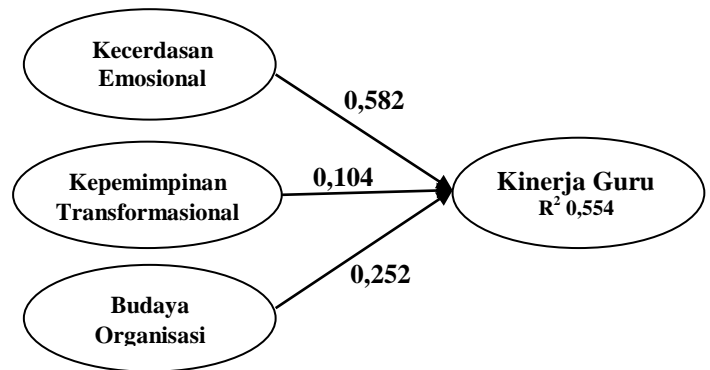 Kecerdasan
Emosional
0,582
Kepemimpinan
Transformasional
0,104
Kinerja Guru
R² 0,554
0,252
Budaya
Organisasi